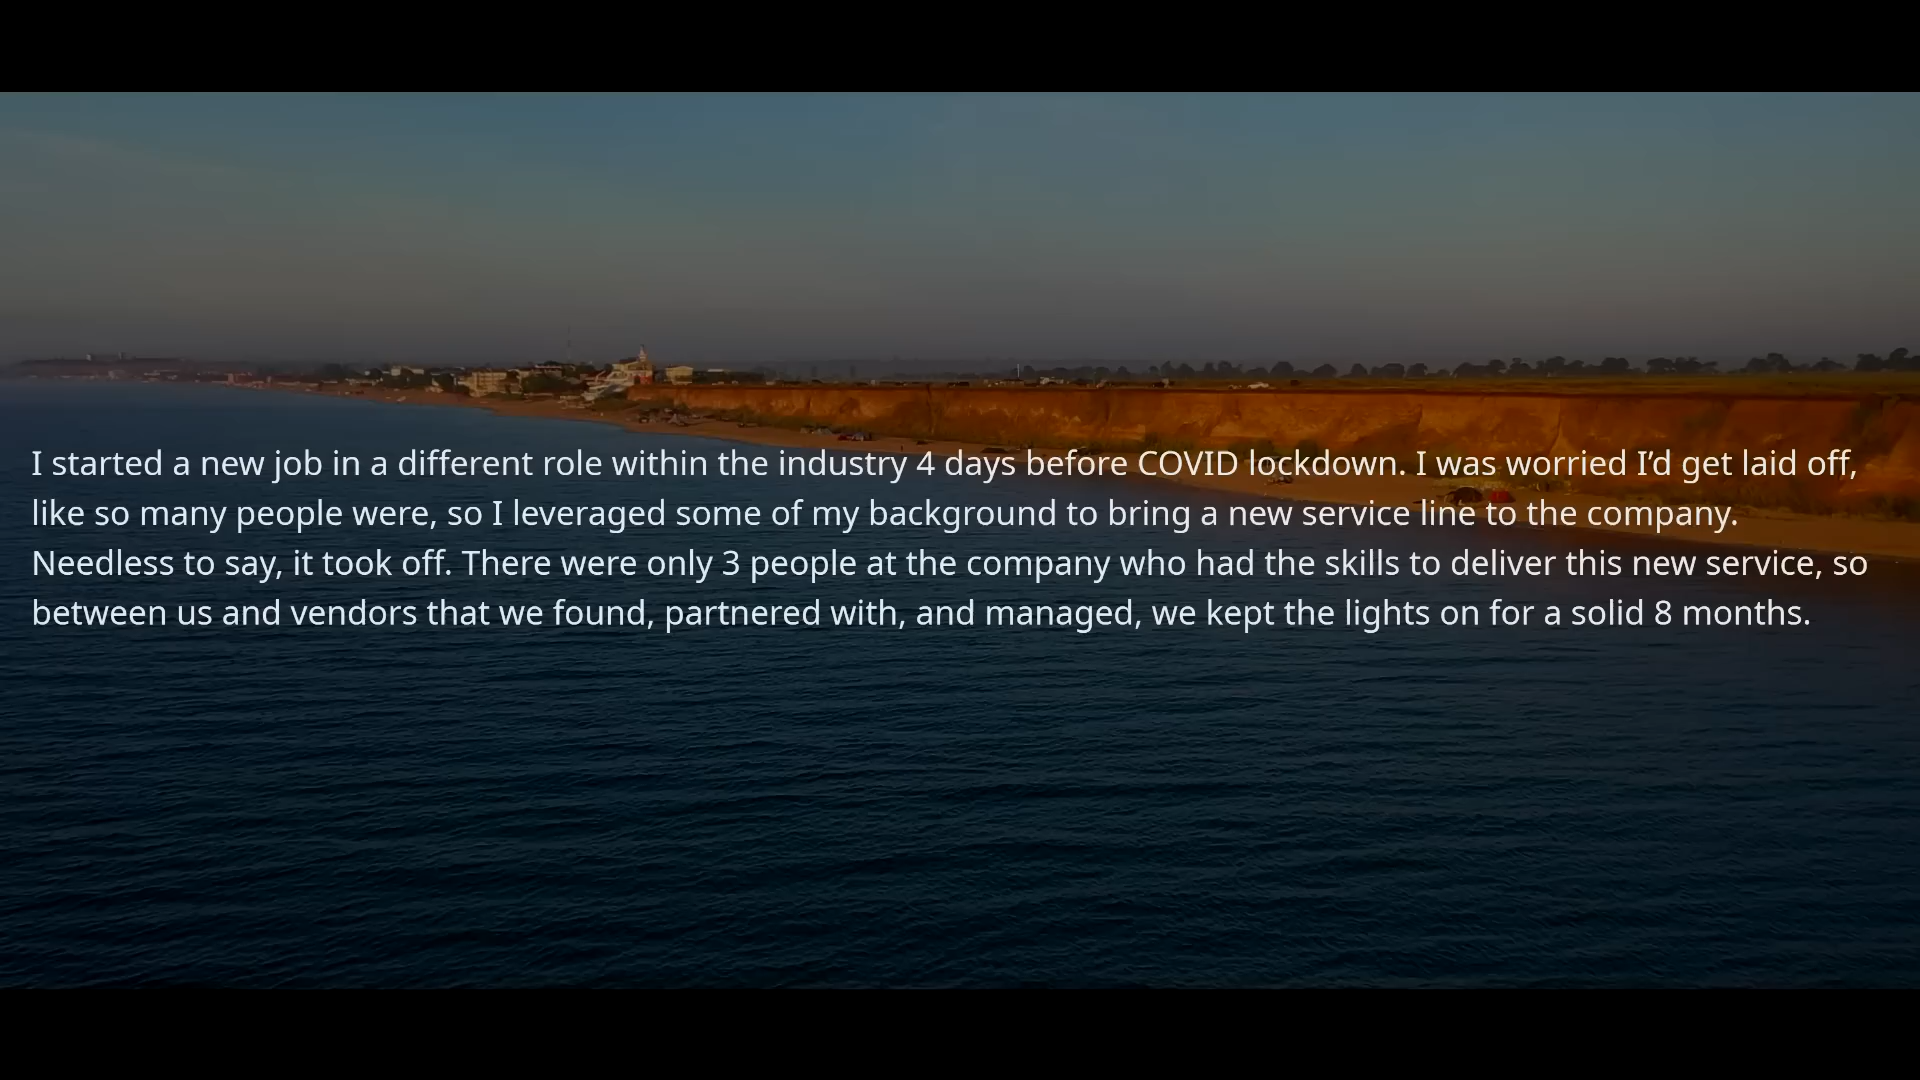 I started a new job in a different role within the industry 4 days before COVID lockdown. I was worried I’d get laid off,
like so many people were, so I leveraged some of my background to bring a new service line to the company.
Needless to say, it took off. There were only 3 people at the company who had the skills to deliver this new service, so
between us and vendors that we found, partnered with, and managed, we kept the lights on for a solid 8 months.